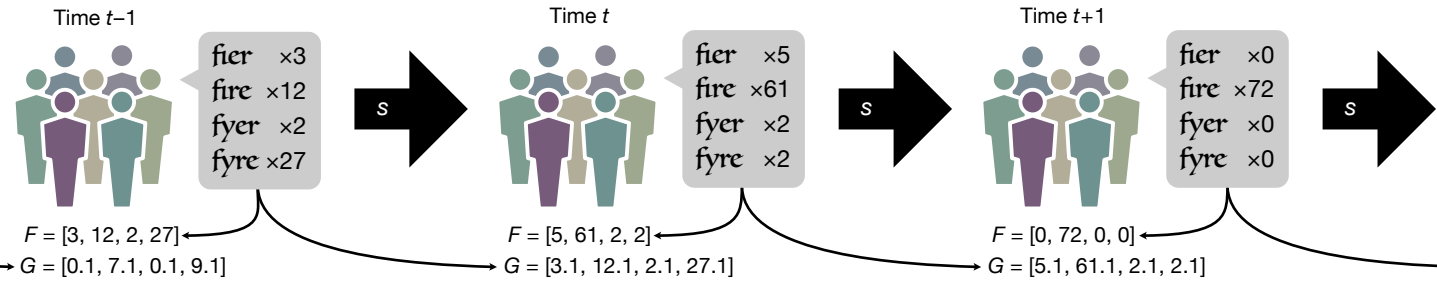 Time t−1
fier ×3
fire ×12
fyer ×2
fyre ×27
F = [3, 12, 2, 27]
G = [0.1, 7.1, 0.1, 9.1]
s
Time t
fier ×5
fire ×61
fyer ×2
fyre ×2
F = [5, 61, 2, 2]
G = [3.1, 12.1, 2.1, 27.1]
s
Time t+1
fier ×0
fire ×72
fyer ×0
fyre ×0
F = [0, 72, 0, 0]
G = [5.1, 61.1, 2.1, 2.1]
s